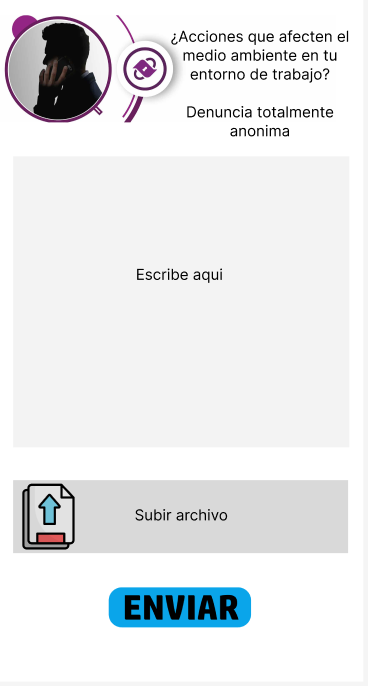 ¿Acciones que afecten el
medio ambiente en tu
entorno de trabajo?
Denuncia totalmente
anonima
Escribe aqui
Subir archivo
ENVIAR